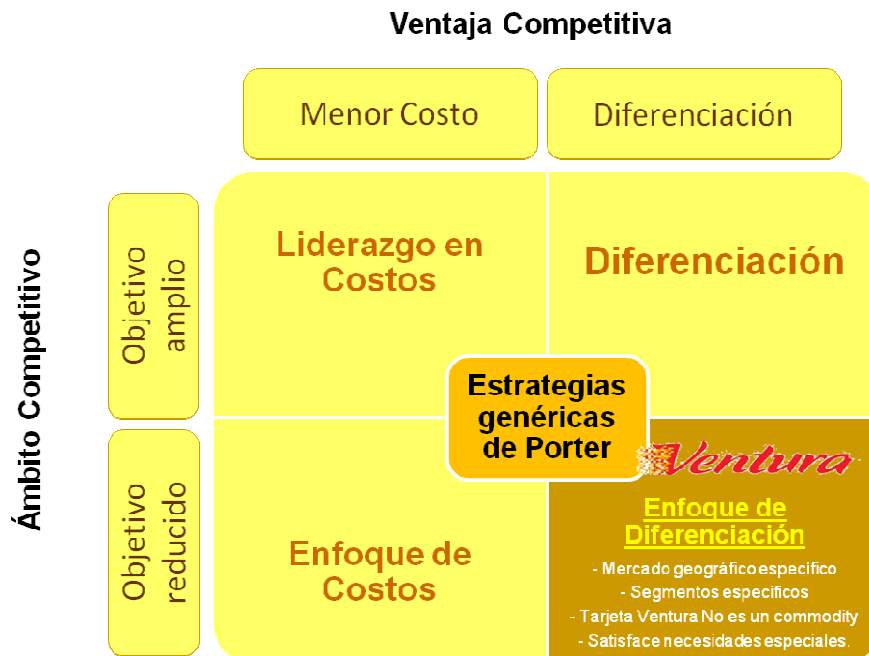 Ventaja Competitiva
Menor Costo
Diferenciación
Ámbito Competitivo
Objetivo
amplio
Liderazgo en
Costos
Diferenciación
Estrategias
genéricas
de Porter
Objetivo
reducido
Enfoque de
Costos
Ventura
Enfoque de
Diferenciación
- Mercado geográfico especifico
- Segmentos específicos
- Tarjeta Ventura No es un commodity
- Satisface necesidades especiales.